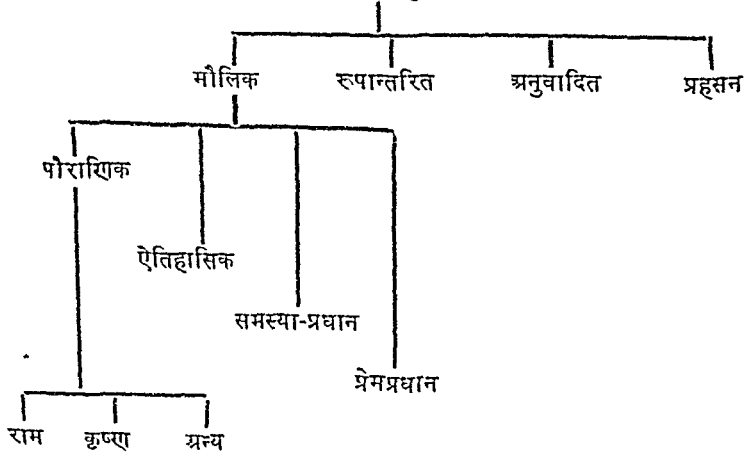 मौलिक रूपान्तरित अनुवादित प्रहसन
पौराणिक
ऐतिहासिक
समस्या-प्रधान
प्रेमप्रधान
राम कृष्ण अन्य